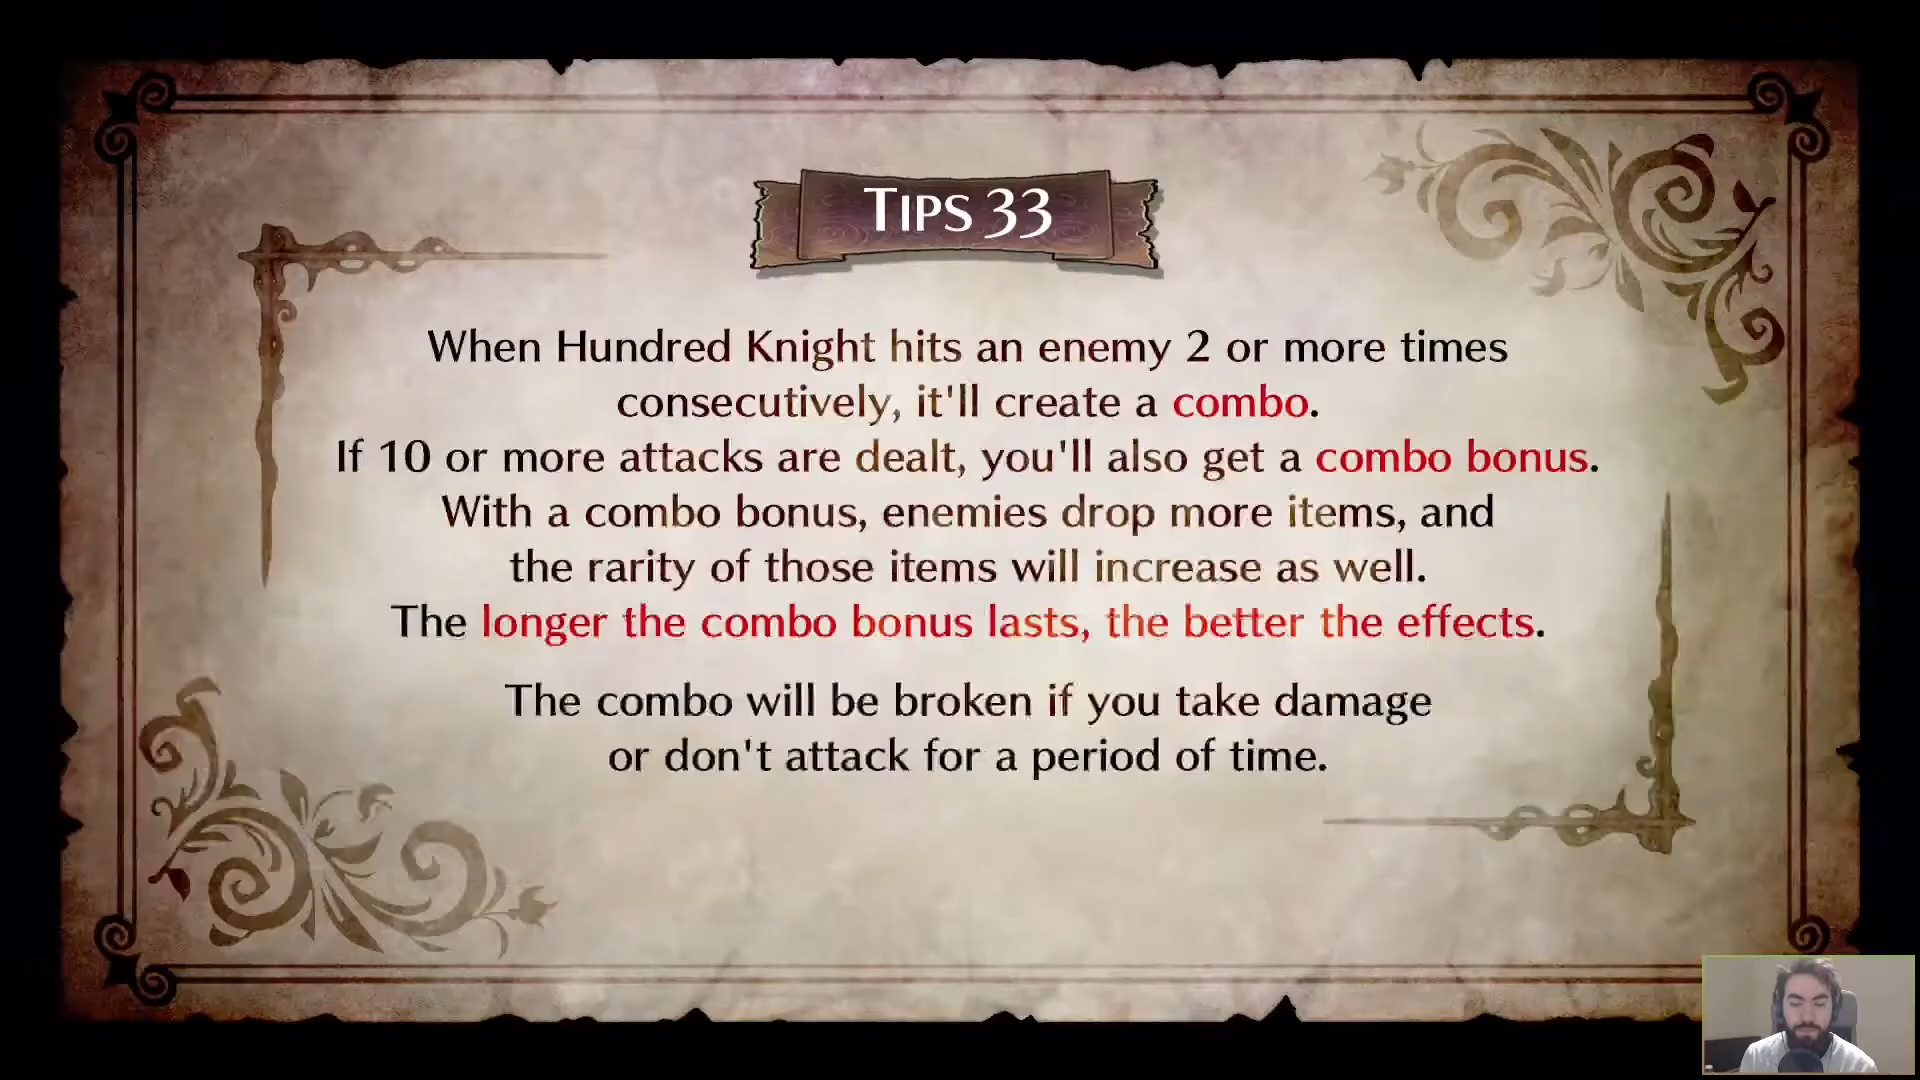 TIPS 33
When Hundred Knight hits an enemy 2 or more times
consecutively, it'll create a combo.
If 10 or more attacks are dealt, you'll also get a combo bonus.
With a combo bonus, enemies drop more items, and
the rarity of those items will increase as well.
The longer the combo bonus lasts, the better the effects.
The combo will be broken if you take damage
or don't attack for a period of time.